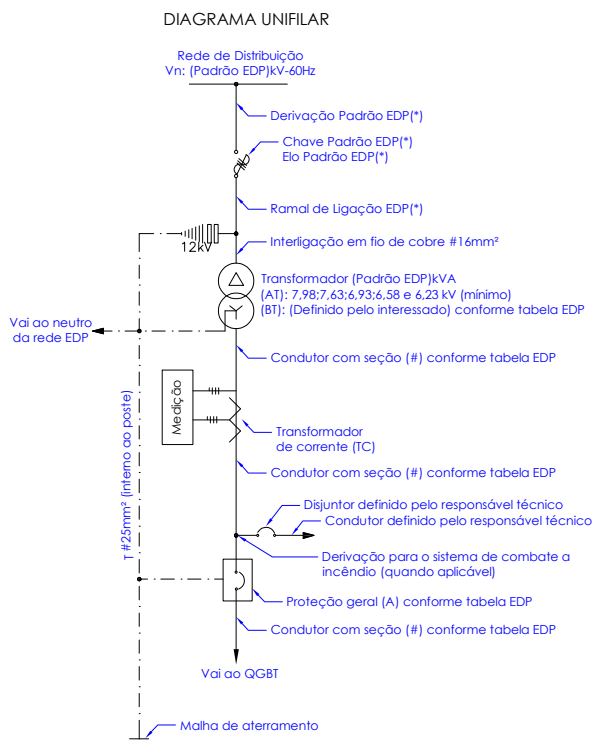 DIAGRAMA UNIFILAR
Rede de Distribuição
Vn: (Padrão EDP)kV-60Hz
Derivação Padrão EDP(*)
Chave Padrão EDP(*)
Elo Padrão EDP(*)
Ramal de Ligação EDP(*)
12kV
Interligação em fio de cobre #16mm²
Transformador (Padrão EDP)kVA
(AT): 7,98;7,63;6,93;6,58 e 6,23 kV (mínimo)
(BT): (Definido pelo interessado) conforme tabela EDP
Vai ao neutro
da rede EDP
Condutor com seção (#) conforme tabela EDP
Medição
T #25mm² (interno ao poste)
Transformador
de corrente (TC)
Condutor com seção (#) conforme tabela EDP
Disjuntor definido pelo responsável técnico
Condutor definido pelo responsável técnico
Derivação para o sistema de combate a
incêndio (quando aplicável)
Proteção geral (A) conforme tabela EDP
Condutor com seção (#) conforme tabela EDP
Vai ao QGBT
Malha de aterramento